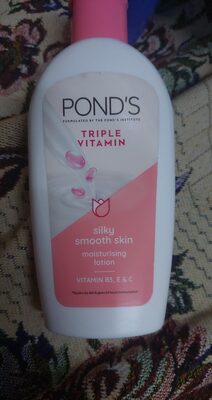 POND'S
FORMULATED BY THE POND'S INSTITUTE
TRIPLE
VITAMIN
silky
smooth skin
moisturising
lotion
VITAMIN B3, E & C